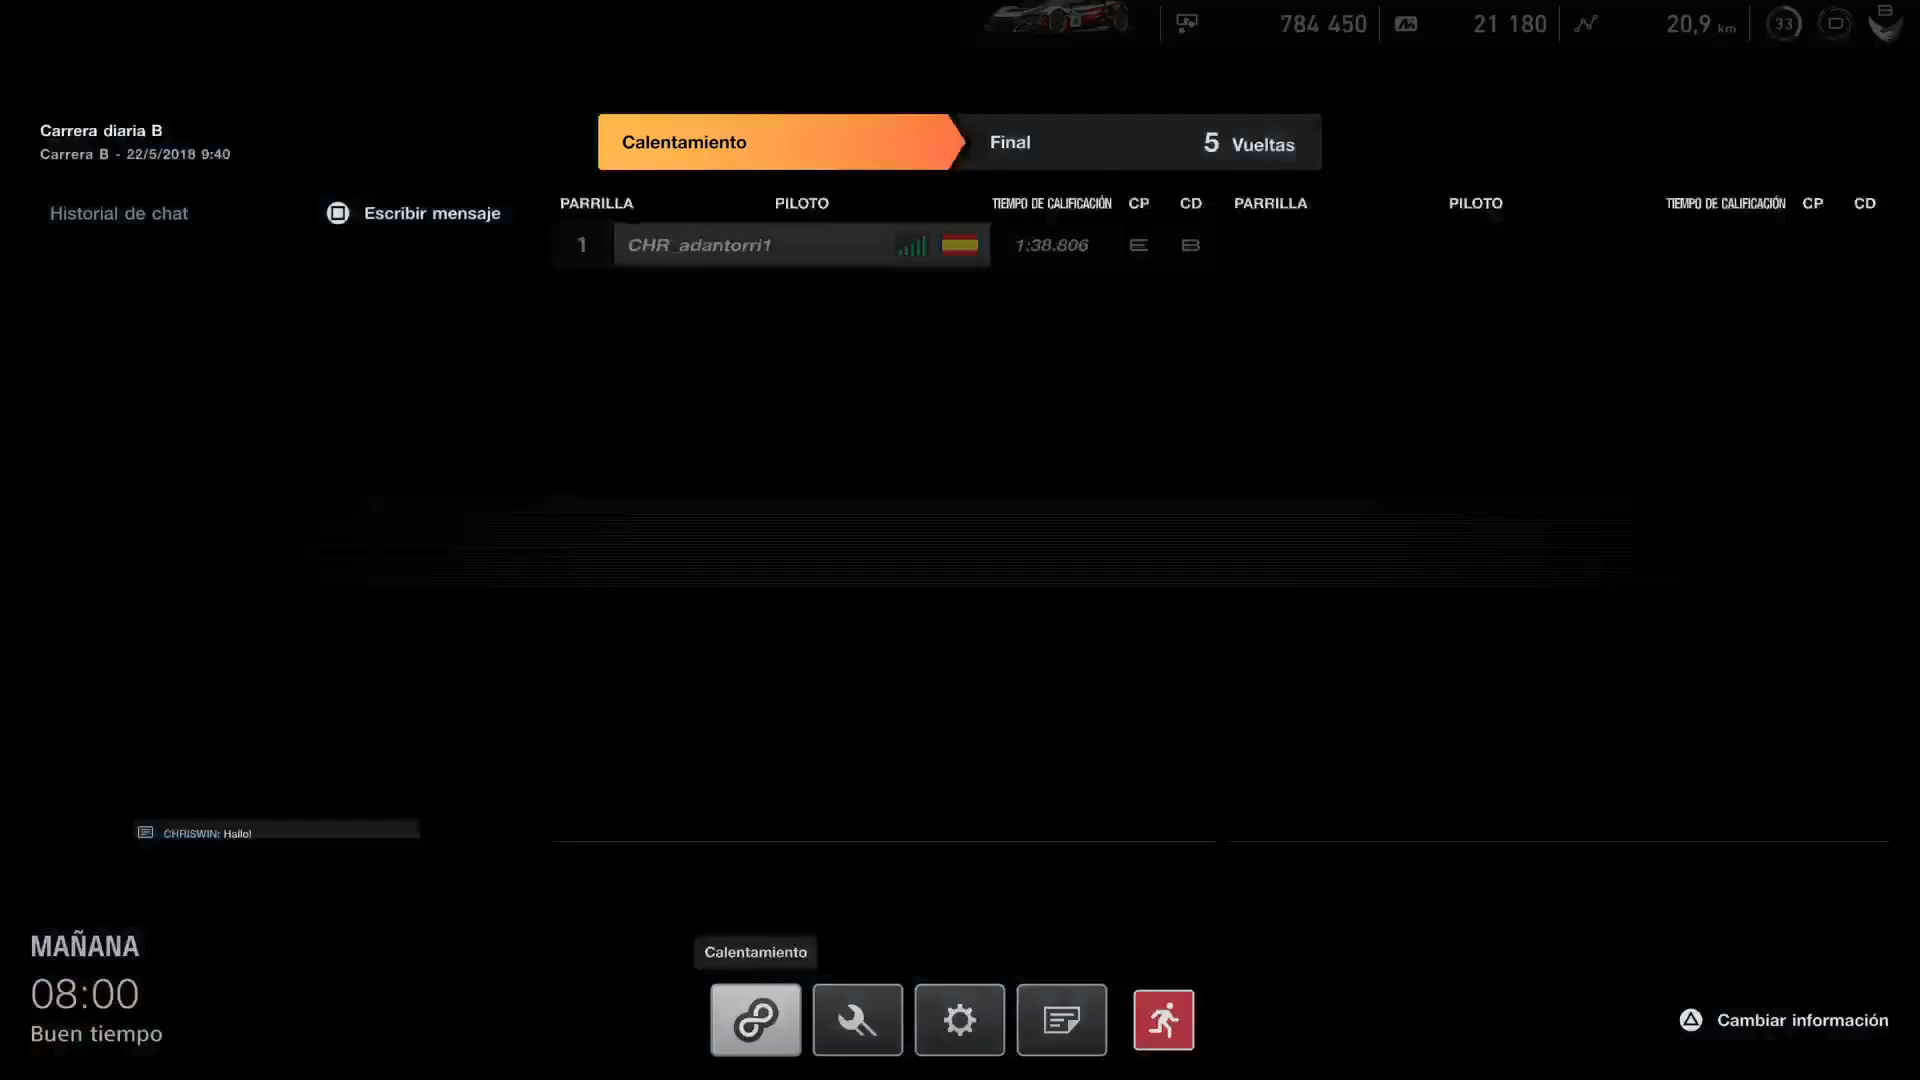 784 450
21 180
20,9 km
33
B
Carrera diaria B
Carrera B - 22/5/2018 9:40
Calentamiento
Final
5 Vueltas
Historial de chat
Escribir mensaje
PARRILLA PILOTO TIEMPO DE CALIFICACIÓN CP CD
PARRILLA PILOTO TIEMPO DE CALIFICACIÓN CP CD
1 CHR_adantorri1 1:38.806 E B
CHRISWIN: Hallo!
MAÑANA
08:00
Buen tiempo
Calentamiento
Cambiar información